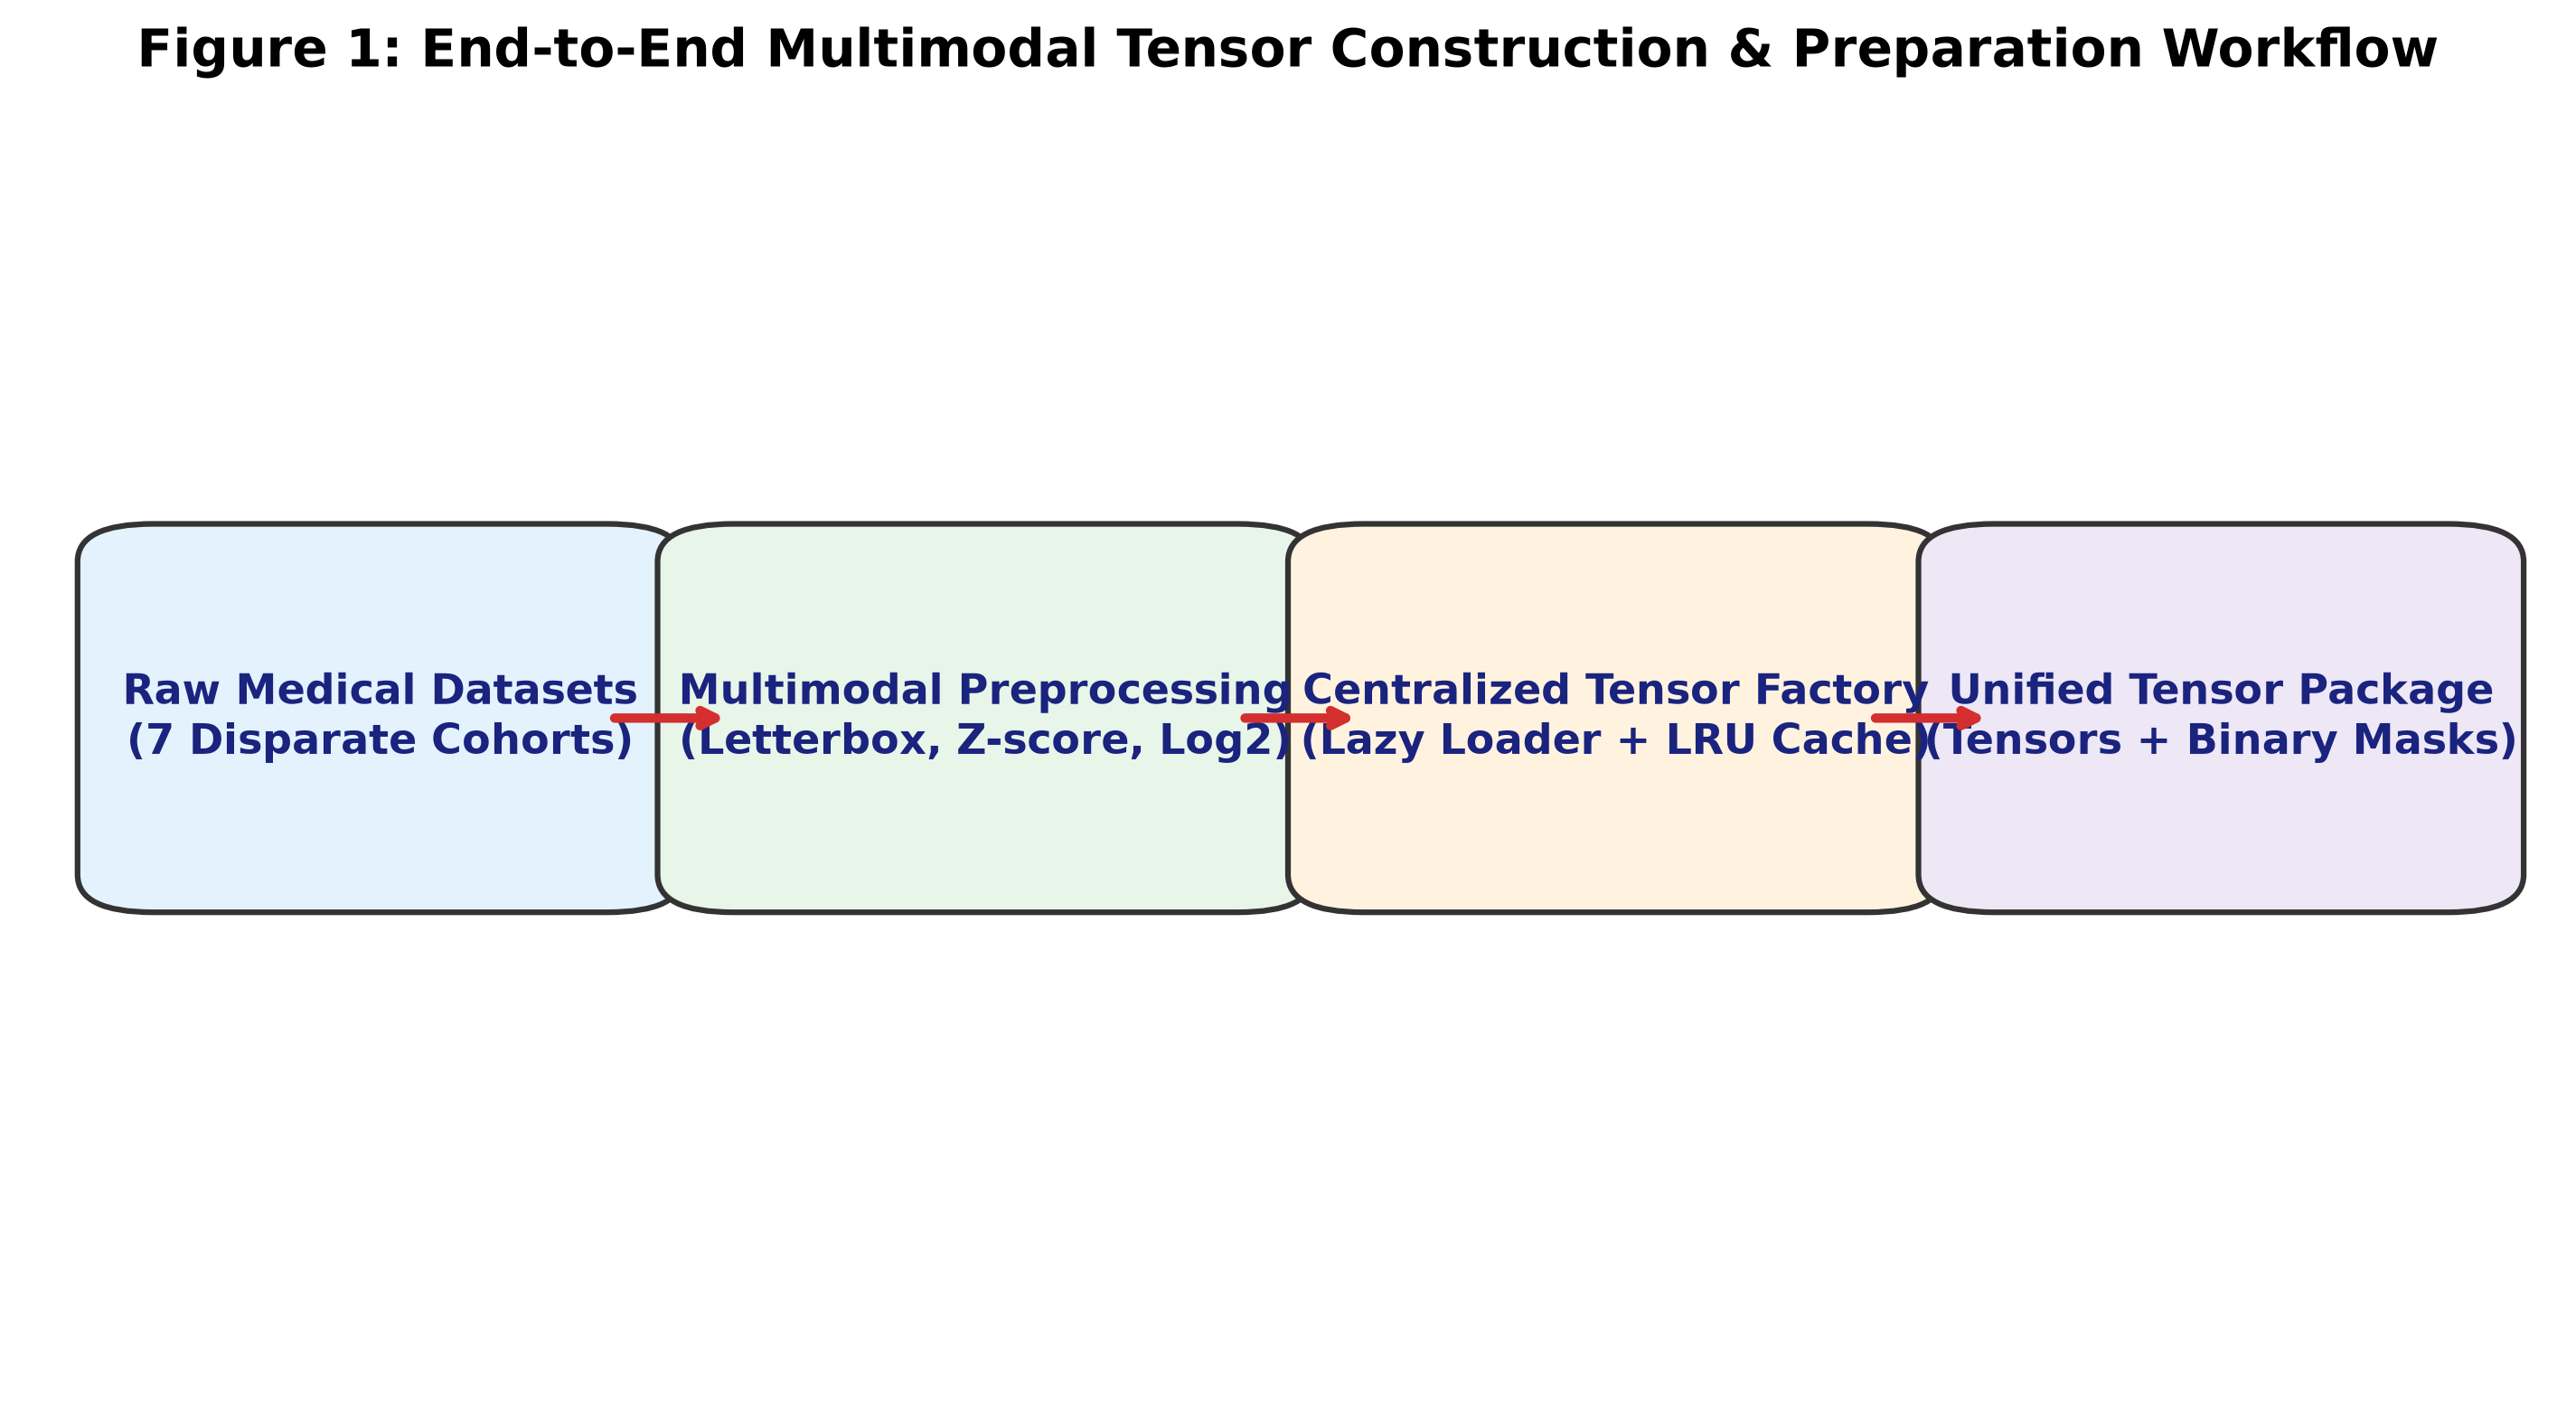 Figure 1: End-to-End Multimodal Tensor Construction & Preparation Workflow
Raw Medical Datasets
(7 Disparate Cohorts)
Multimodal Preprocessing
(Letterbox, Z-score, Log2)
Centralized Tensor Factory
(Lazy Loader + LRU Cache)
Unified Tensor Package
(Tensors + Binary Masks)